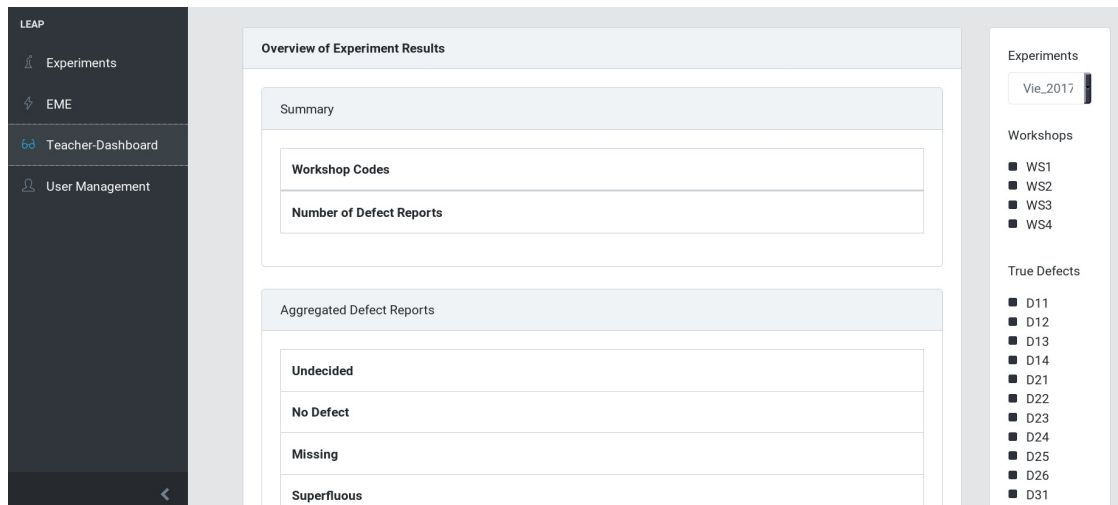 LEAP
Experiments
EME
Teacher-Dashboard
User Management
Overview of Experiment Results
Summary
Workshop Codes
Number of Defect Reports
Aggregated Defect Reports
Undecided
No Defect
Missing
Superfluous
Experiments
Vie_2017
Workshops
WS1
WS2
WS3
WS4
True Defects
D11
D12
D13
D14
D21
D22
D23
D24
D25
D26
D31